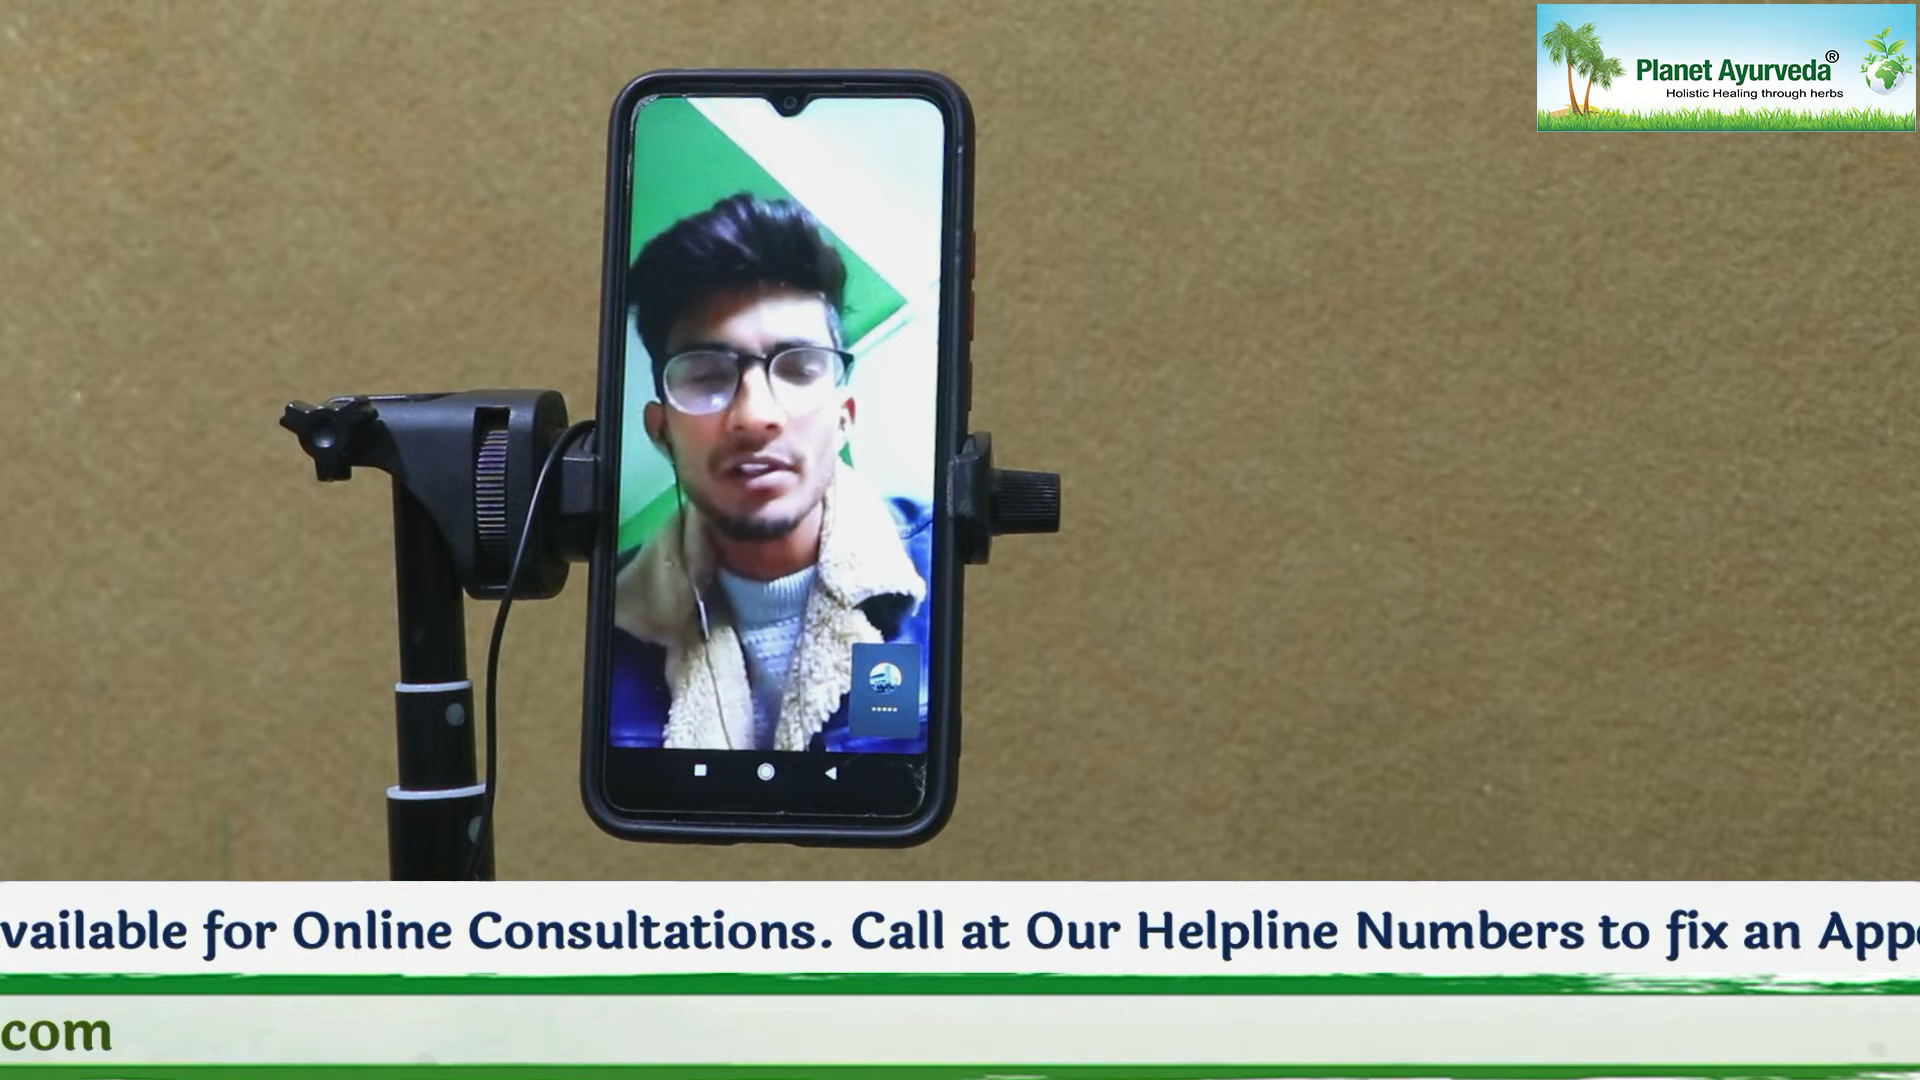 Planet Ayurveda®
Holistic Healing through herbs
vailable for Online Consultations. Call at Our Helpline Numbers to fix an App
.com